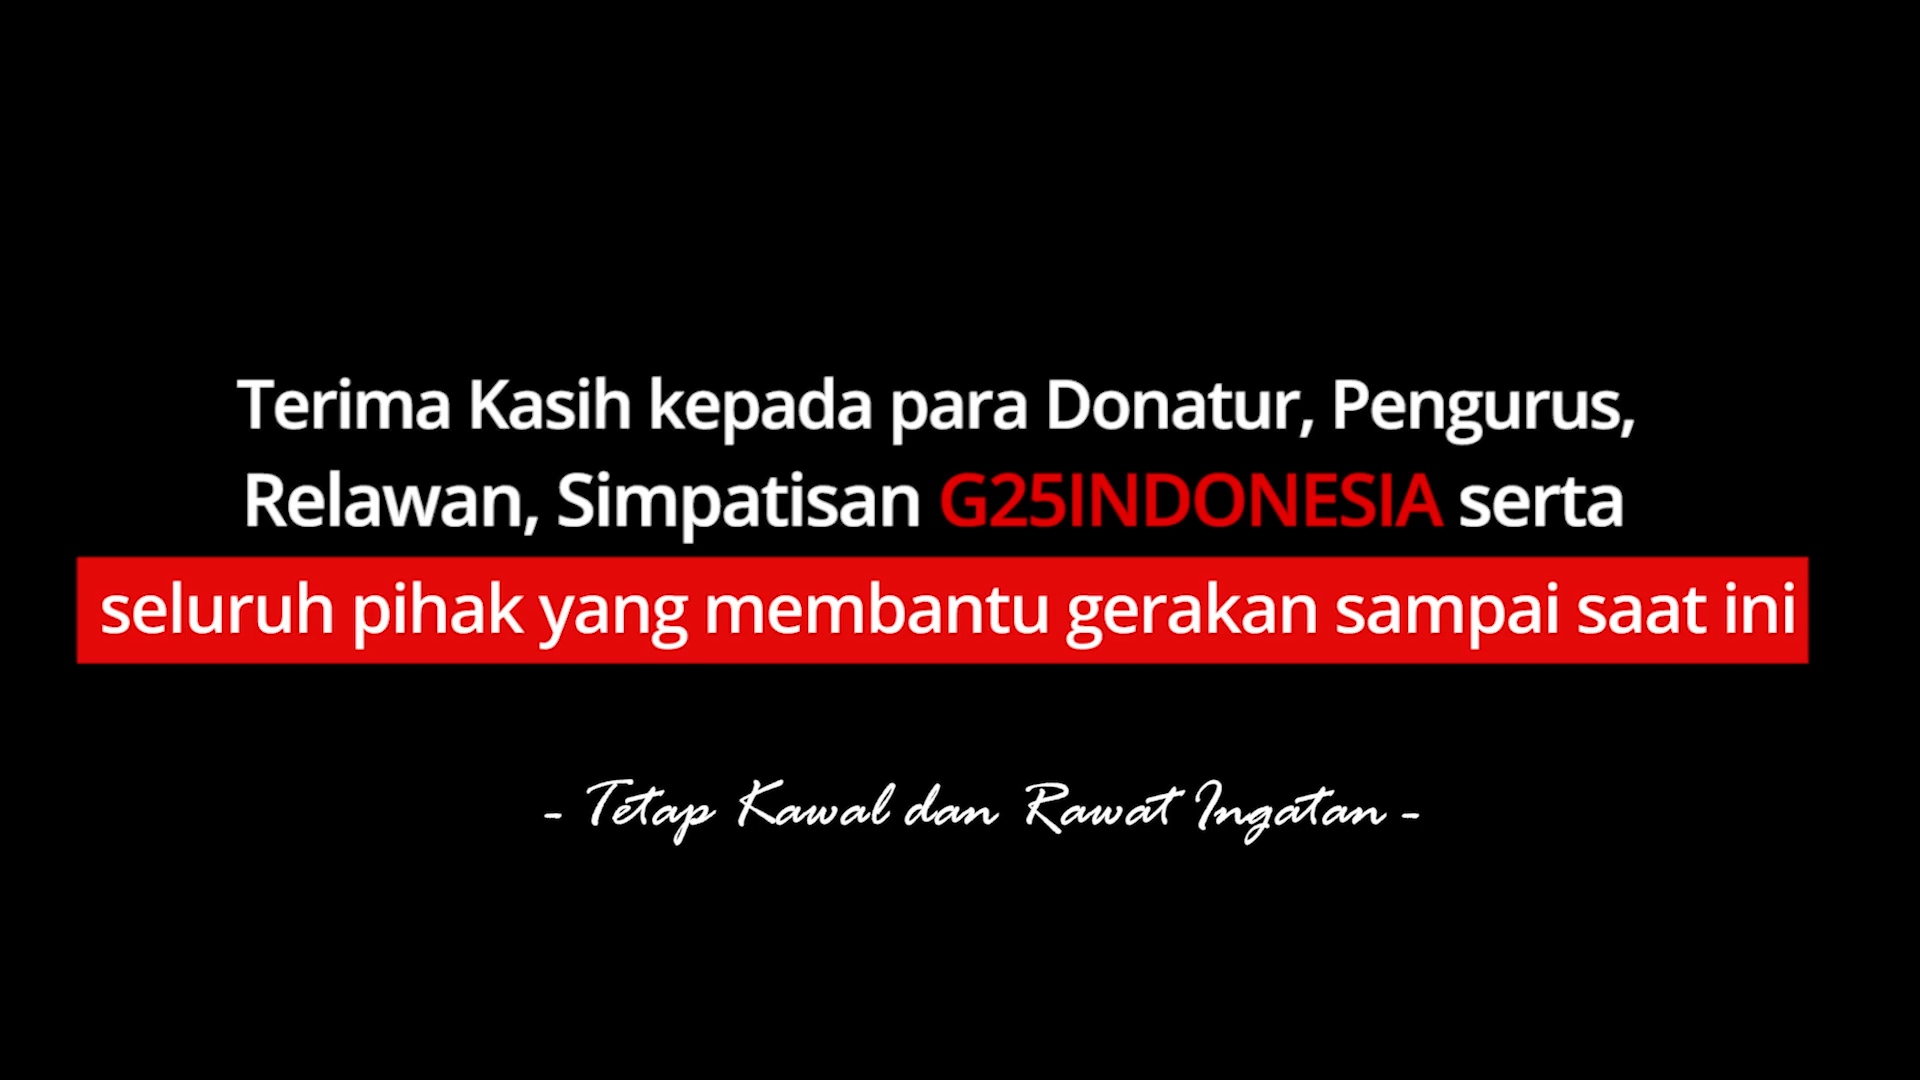 Terima Kasih kepada para Donatur, Pengurus,
Relawan, Simpatisan G25INDONESIA serta
seluruh pihak yang membantu gerakan sampai saat ini
- Tetap Kawal dan Rawat Ingatan -